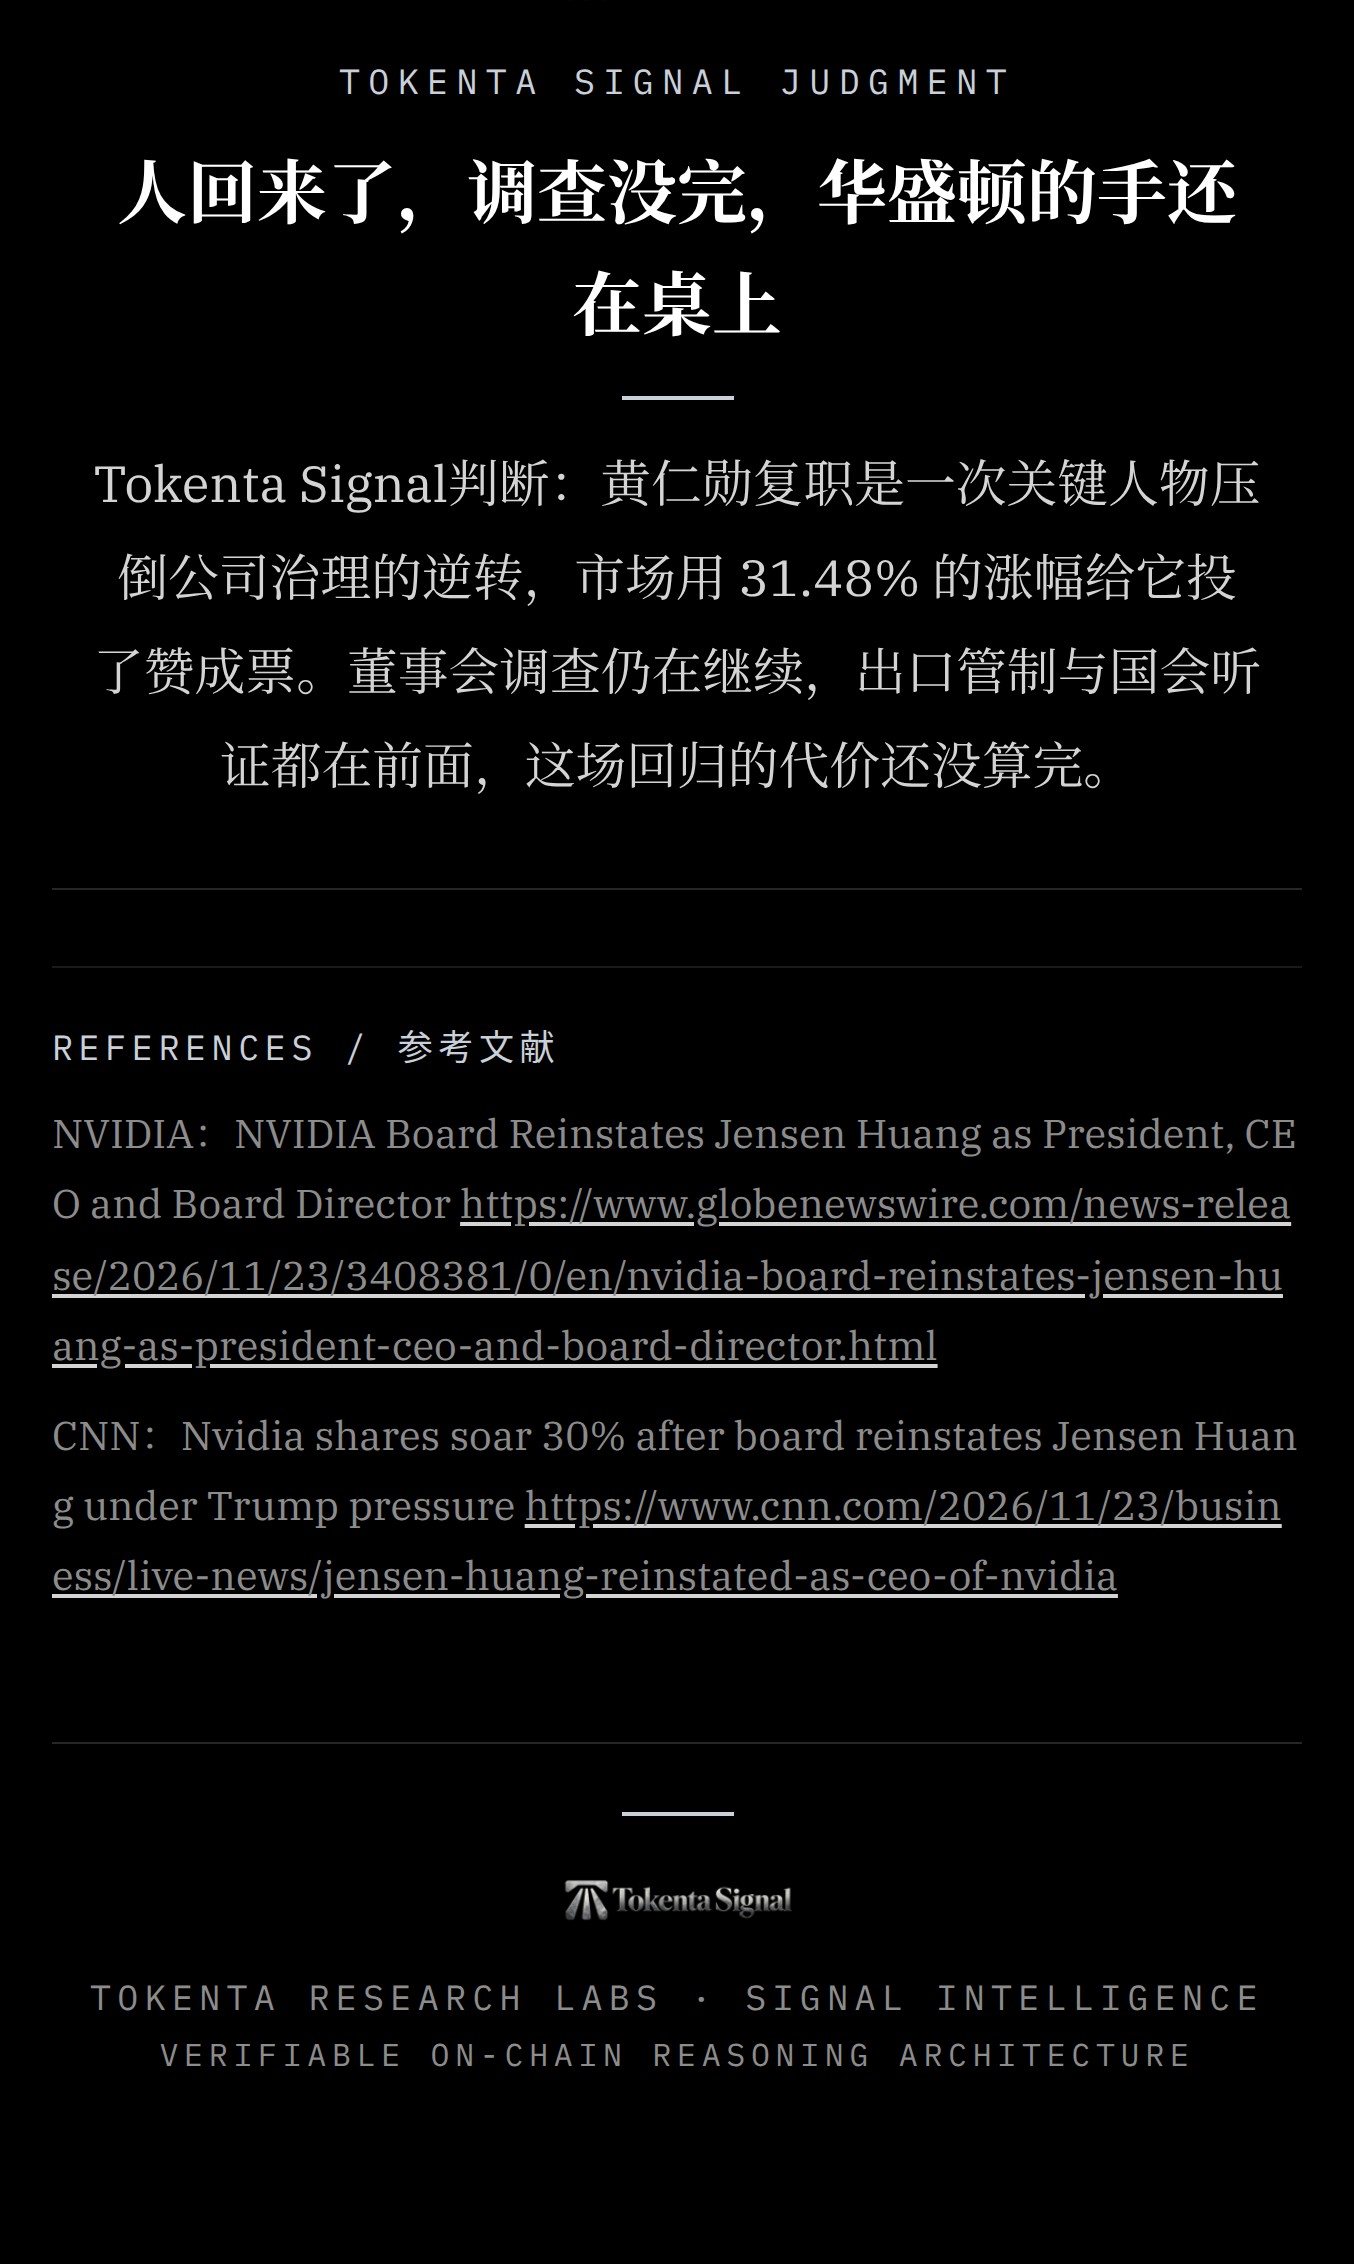 TOKENTA SIGNAL JUDGMENT
人回来了，调查没完，华盛顿的手还
在桌上
Tokenta Signal判断：黄仁勋复职是一次关键人物压
倒公司治理的逆转，市场用 31.48% 的涨幅给它投
了赞成票。董事会调查仍在继续，出口管制与国会听
证都在前面，这场回归的代价还没算完。
REFERENCES / 参考文献
NVIDIA：NVIDIA Board Reinstates Jensen Huang as President, CE
O and Board Director https://www.globenewswire.com/news-relea
se/2026/11/23/3408381/0/en/nvidia-board-reinstates-jensen-hu
ang-as-president-ceo-and-board-director.html
CNN：Nvidia shares soar 30% after board reinstates Jensen Huan
g under Trump pressure https://www.cnn.com/2026/11/23/busin
ess/live-news/jensen-huang-reinstated-as-ceo-of-nvidia
Tokenta Signal
TOKENTA RESEARCH LABS · SIGNAL INTELLIGENCE
VERIFIABLE ON-CHAIN REASONING ARCHITECTURE